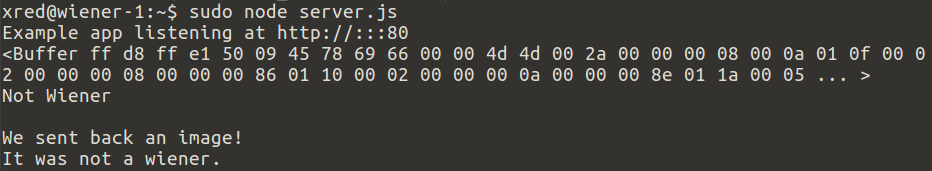 xred@wiener-1:~$ sudo node server.js
Example app listening at http://:::80
<Buffer ff d8 ff e1 50 09 45 78 69 66 00 00 4d 4d 00 2a 00 00 00 08 00 0a 01 0f 00 0
2 00 00 00 08 00 00 00 86 01 10 00 02 00 00 00 0a 00 00 00 8e 01 1a 00 05 ... >
Not Wiener
We sent back an image!
It was not a wiener.